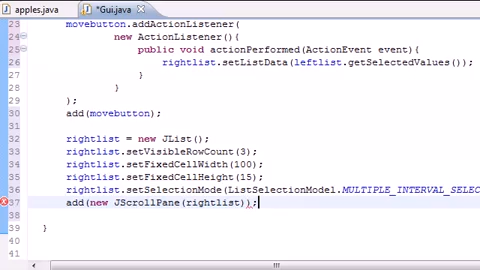 apples.java *Gui.java
23 movebutton.addActionListener(
24 new ActionListener(){
25 public void actionPerformed(ActionEvent event){
26 rightlist.setListData(leftlist.getSelectedValues());
27 }
28 }
29 );
30 add(movebutton);
31
32 rightlist = new JList();
33 rightlist.setVisibleRowCount(3);
34 rightlist.setFixedCellWidth(100);
35 rightlist.setFixedCellHeight(15);
36 rightlist.setSelectionMode(ListSelectionModel.MULTIPLE_INTERVAL_SELEC
37 add(new JScrollPane(rightlist));
38
39 }
40
41